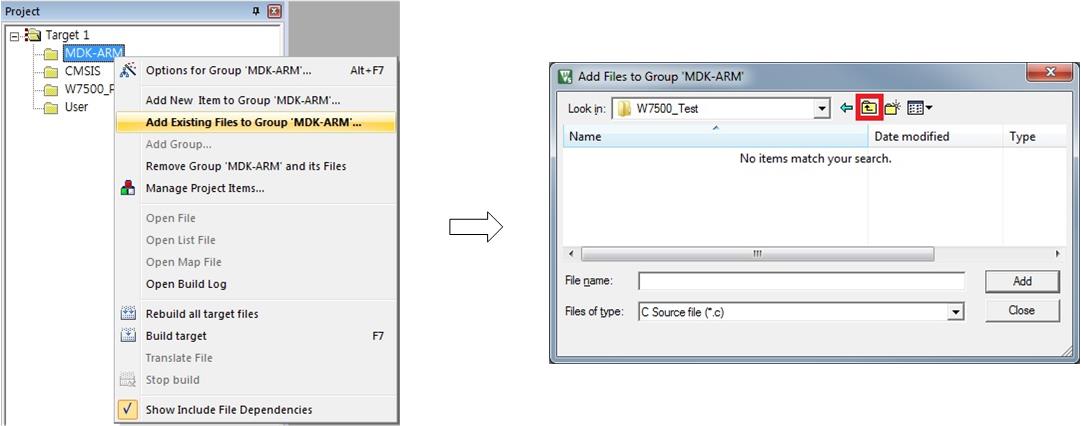 Project
Target 1
MDK-ARM
CMSIS
W7500_P
User
Options for Group 'MDK-ARM'... Alt+F7
Add New Item to Group 'MDK-ARM'...
Add Existing Files to Group 'MDK-ARM'...
Add Group...
Remove Group 'MDK-ARM' and its Files
Manage Project Items...
Open File
Open List File
Open Map File
Open Build Log
Rebuild all target files
Build target F7
Translate File
Stop build
Show Include File Dependencies
Add Files to Group 'MDK-ARM'
Look in: W7500_Test
Name Date modified Type
No items match your search.
File name: Add
Files of type: C Source file (*.c) Close